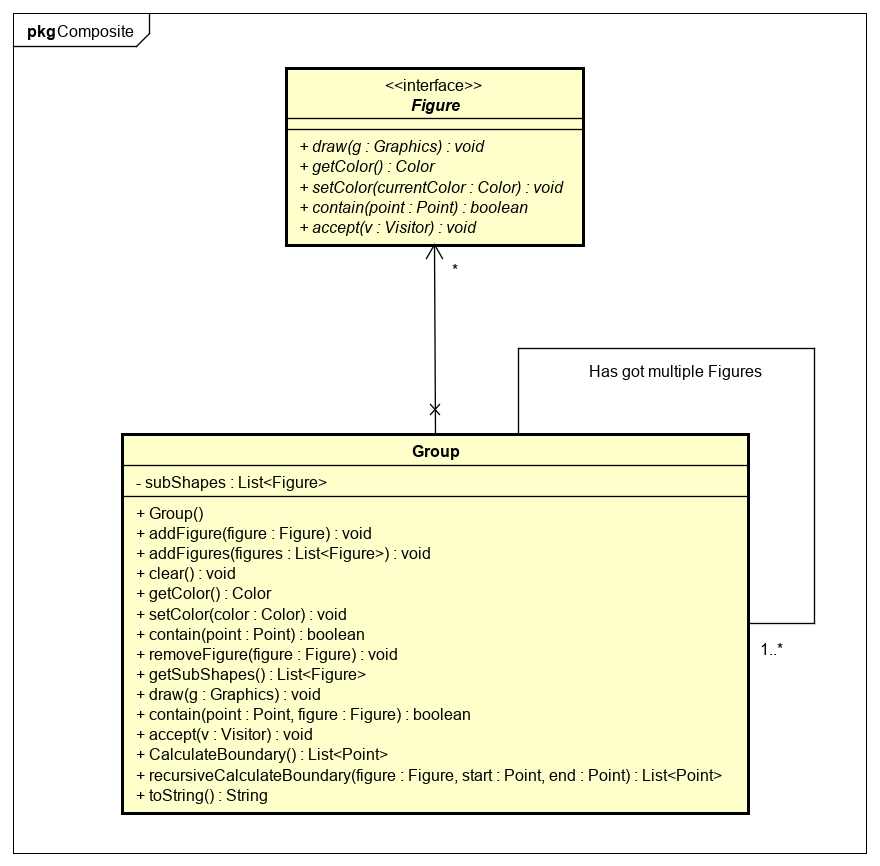 pkg Composite
<<interface>>
Figure
+ draw(g : Graphics) : void
+ getColor() : Color
+ setColor(currentColor : Color) : void
+ contain(point : Point) : boolean
+ accept(v : Visitor) : void
*
Has got multiple Figures
Group
- subShapes : List<Figure>
+ Group()
+ addFigure(figure : Figure) : void
+ addFigures(figures : List<Figure>) : void
+ clear() : void
+ getColor() : Color
+ setColor(color : Color) : void
+ contain(point : Point) : boolean
+ removeFigure(figure : Figure) : void
+ getSubShapes() : List<Figure>
+ draw(g : Graphics) : void
+ contain(point : Point, figure : Figure) : boolean
+ accept(v : Visitor) : void
+ CalculateBoundary() : List<Point>
+ recursiveCalculateBoundary(figure : Figure, start : Point, end : Point) : List<Point>
+ toString() : String
1..*